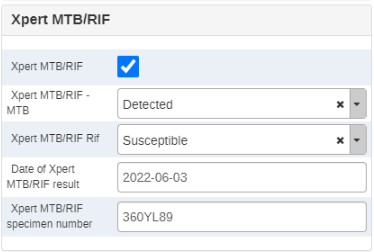 Xpert MTB/RIF
Xpert MTB/RIF
Xpert MTB/RIF -
MTB
Detected
Xpert MTB/RIF Rif
Susceptible
Date of Xpert
MTB/RIF result
2022-06-03
Xpert MTB/RIF
specimen number
360YL89